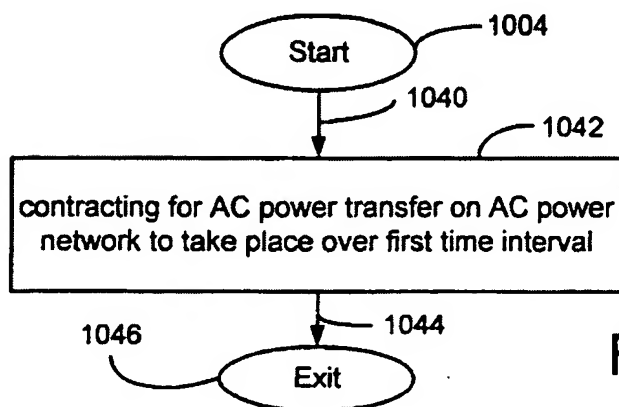 Start
1004
1040
1042
contracting for AC power transfer on AC power
network to take place over first time interval
1044
1046
Exit
F